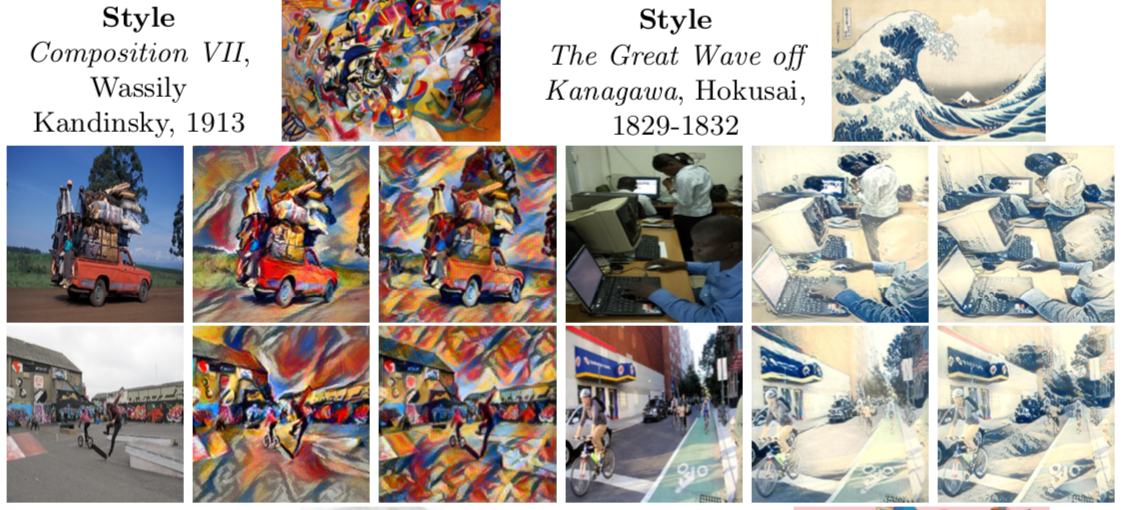 Style
Composition VII,
Wassily
Kandinsky, 1913
Style
The Great Wave off
Kanagawa, Hokusai,
1829-1832